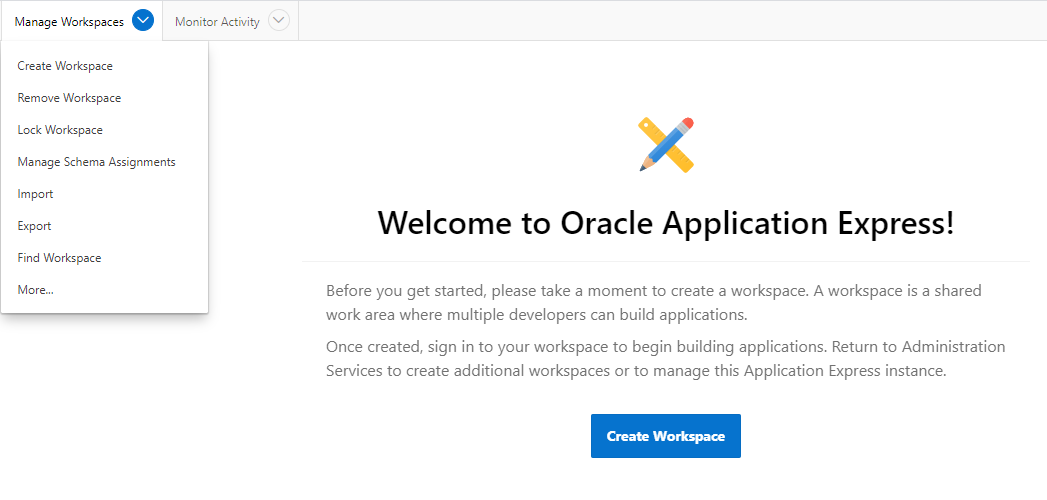 Manage Workspaces
Monitor Activity
Create Workspace
Remove Workspace
Lock Workspace
Manage Schema Assignments
Import
Export
Find Workspace
More...
Welcome to Oracle Application Express!
Before you get started, please take a moment to create a workspace. A workspace is a shared
work area where multiple developers can build applications.
Once created, sign in to your workspace to begin building applications. Return to Administration
Services to create additional workspaces or to manage this Application Express instance.
Create Workspace